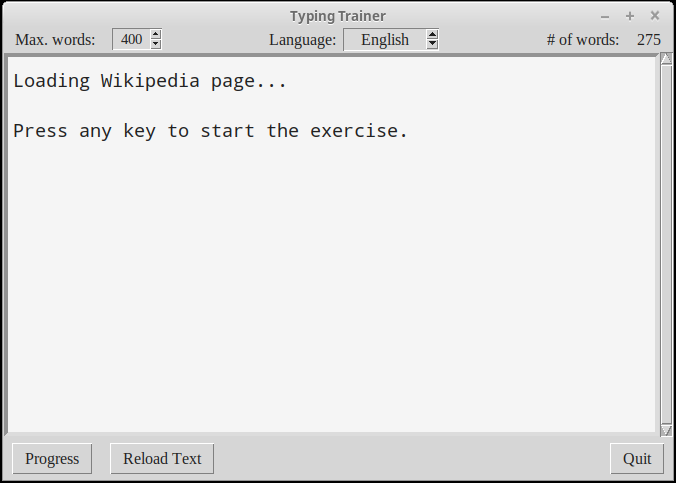 Typing Trainer
Max. words: 400 Language: English # of words: 275
Loading Wikipedia page...
Press any key to start the exercise.
Progress Reload Text Quit